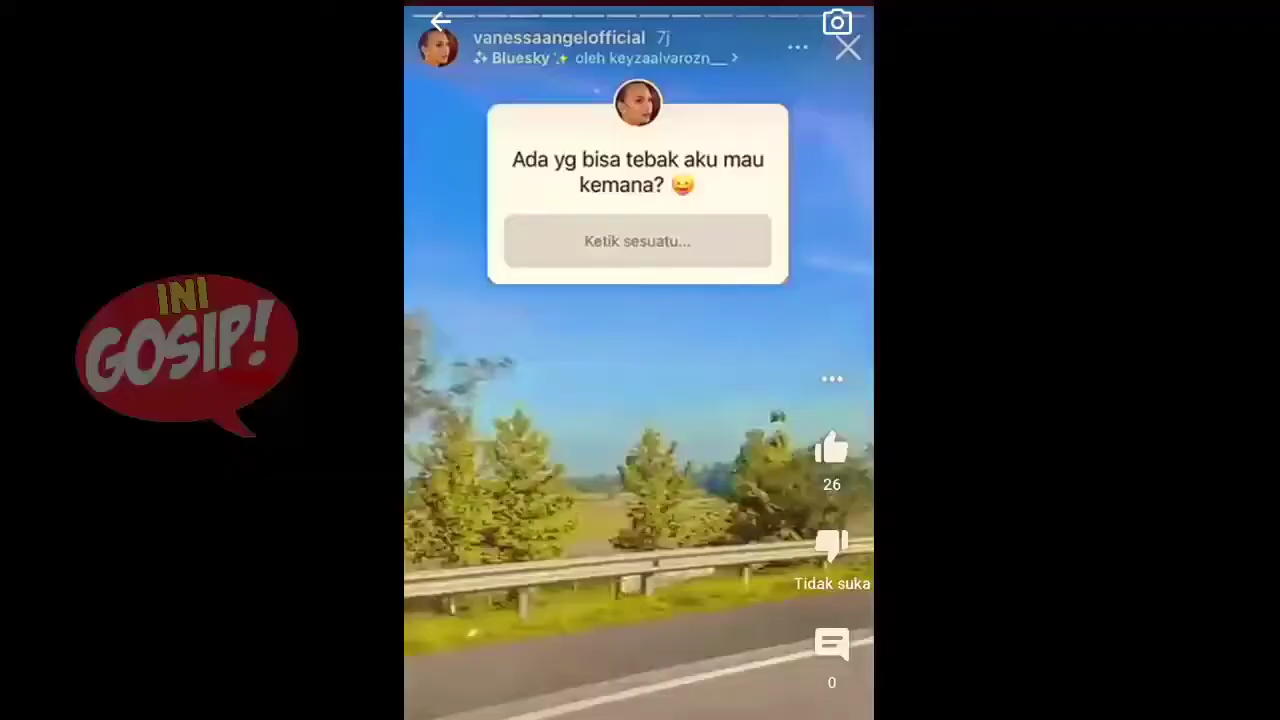 vanessaangelofficial 7j
✨ Bluesky ✨ oleh keyzaalvarozn__ >
Ada yg bisa tebak aku mau
kemana? 😝
Ketik sesuatu...
INI
GOSIP!
26
Tidak suka
0